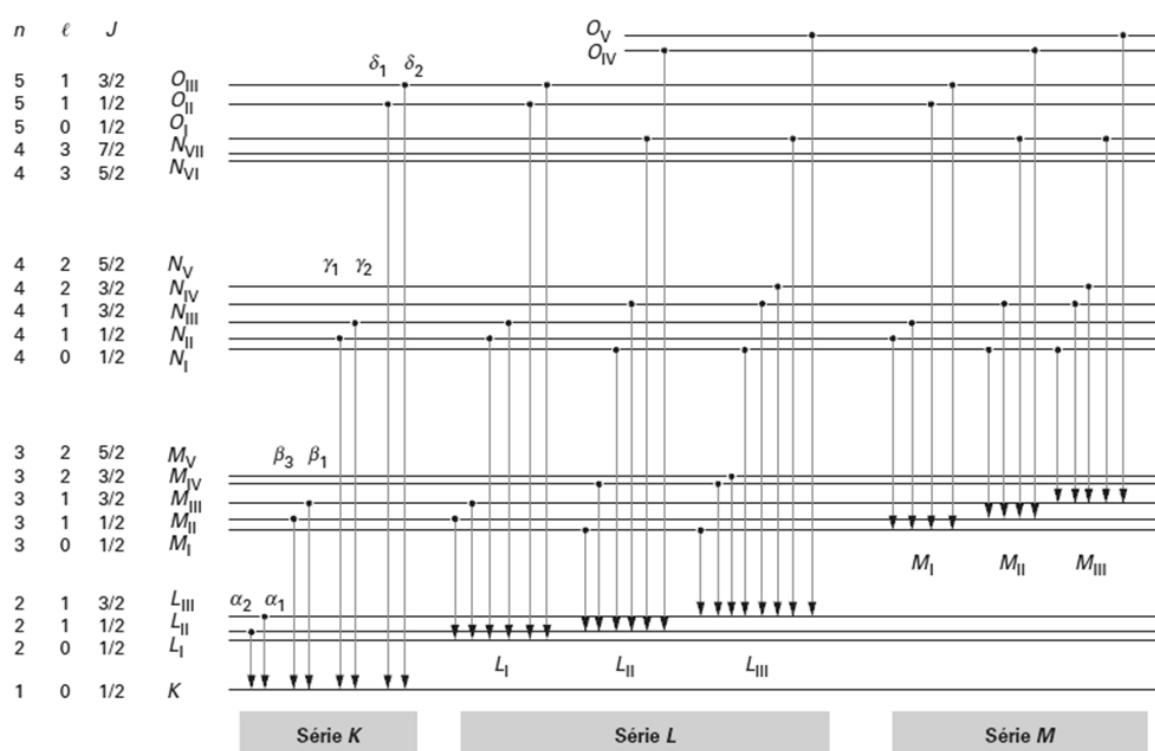 n ℓ J
O_V
O_IV
δ₁ δ₂
5 1 3/2 O_III
5 1 1/2 O_II
5 0 1/2 O_I
4 3 7/2 N_VII
4 3 5/2 N_VI
γ₁ γ₂
4 2 5/2 N_V
4 2 3/2 N_IV
4 1 3/2 N_III
4 1 1/2 N_II
4 0 1/2 N_I
β₃ β₁
3 2 5/2 M_V
3 2 3/2 M_IV
3 1 3/2 M_III
3 1 1/2 M_II
3 0 1/2 M_I
M_I M_II M_III
2 1 3/2 L_III α₂ α₁
2 1 1/2 L_II
2 0 1/2 L_I
L_I L_II L_III
1 0 1/2 K
Série K Série L Série M